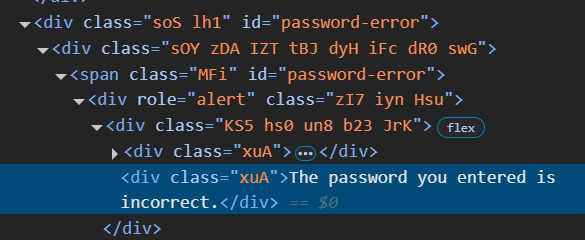 </div>
▼<div class="soS lh1" id="password-error">
▼<div class="sOY zDA IZT tBJ dyH iFc dR0 swG">
▼<span class="MFi" id="password-error">
▼<div role="alert" class="zI7 iyn Hsu">
▼<div class="KS5 hs0 un8 b23 JrK"> flex
▶<div class="xuA">⋯</div>
<div class="xuA">The password you entered is
incorrect.</div> == $0
</div>